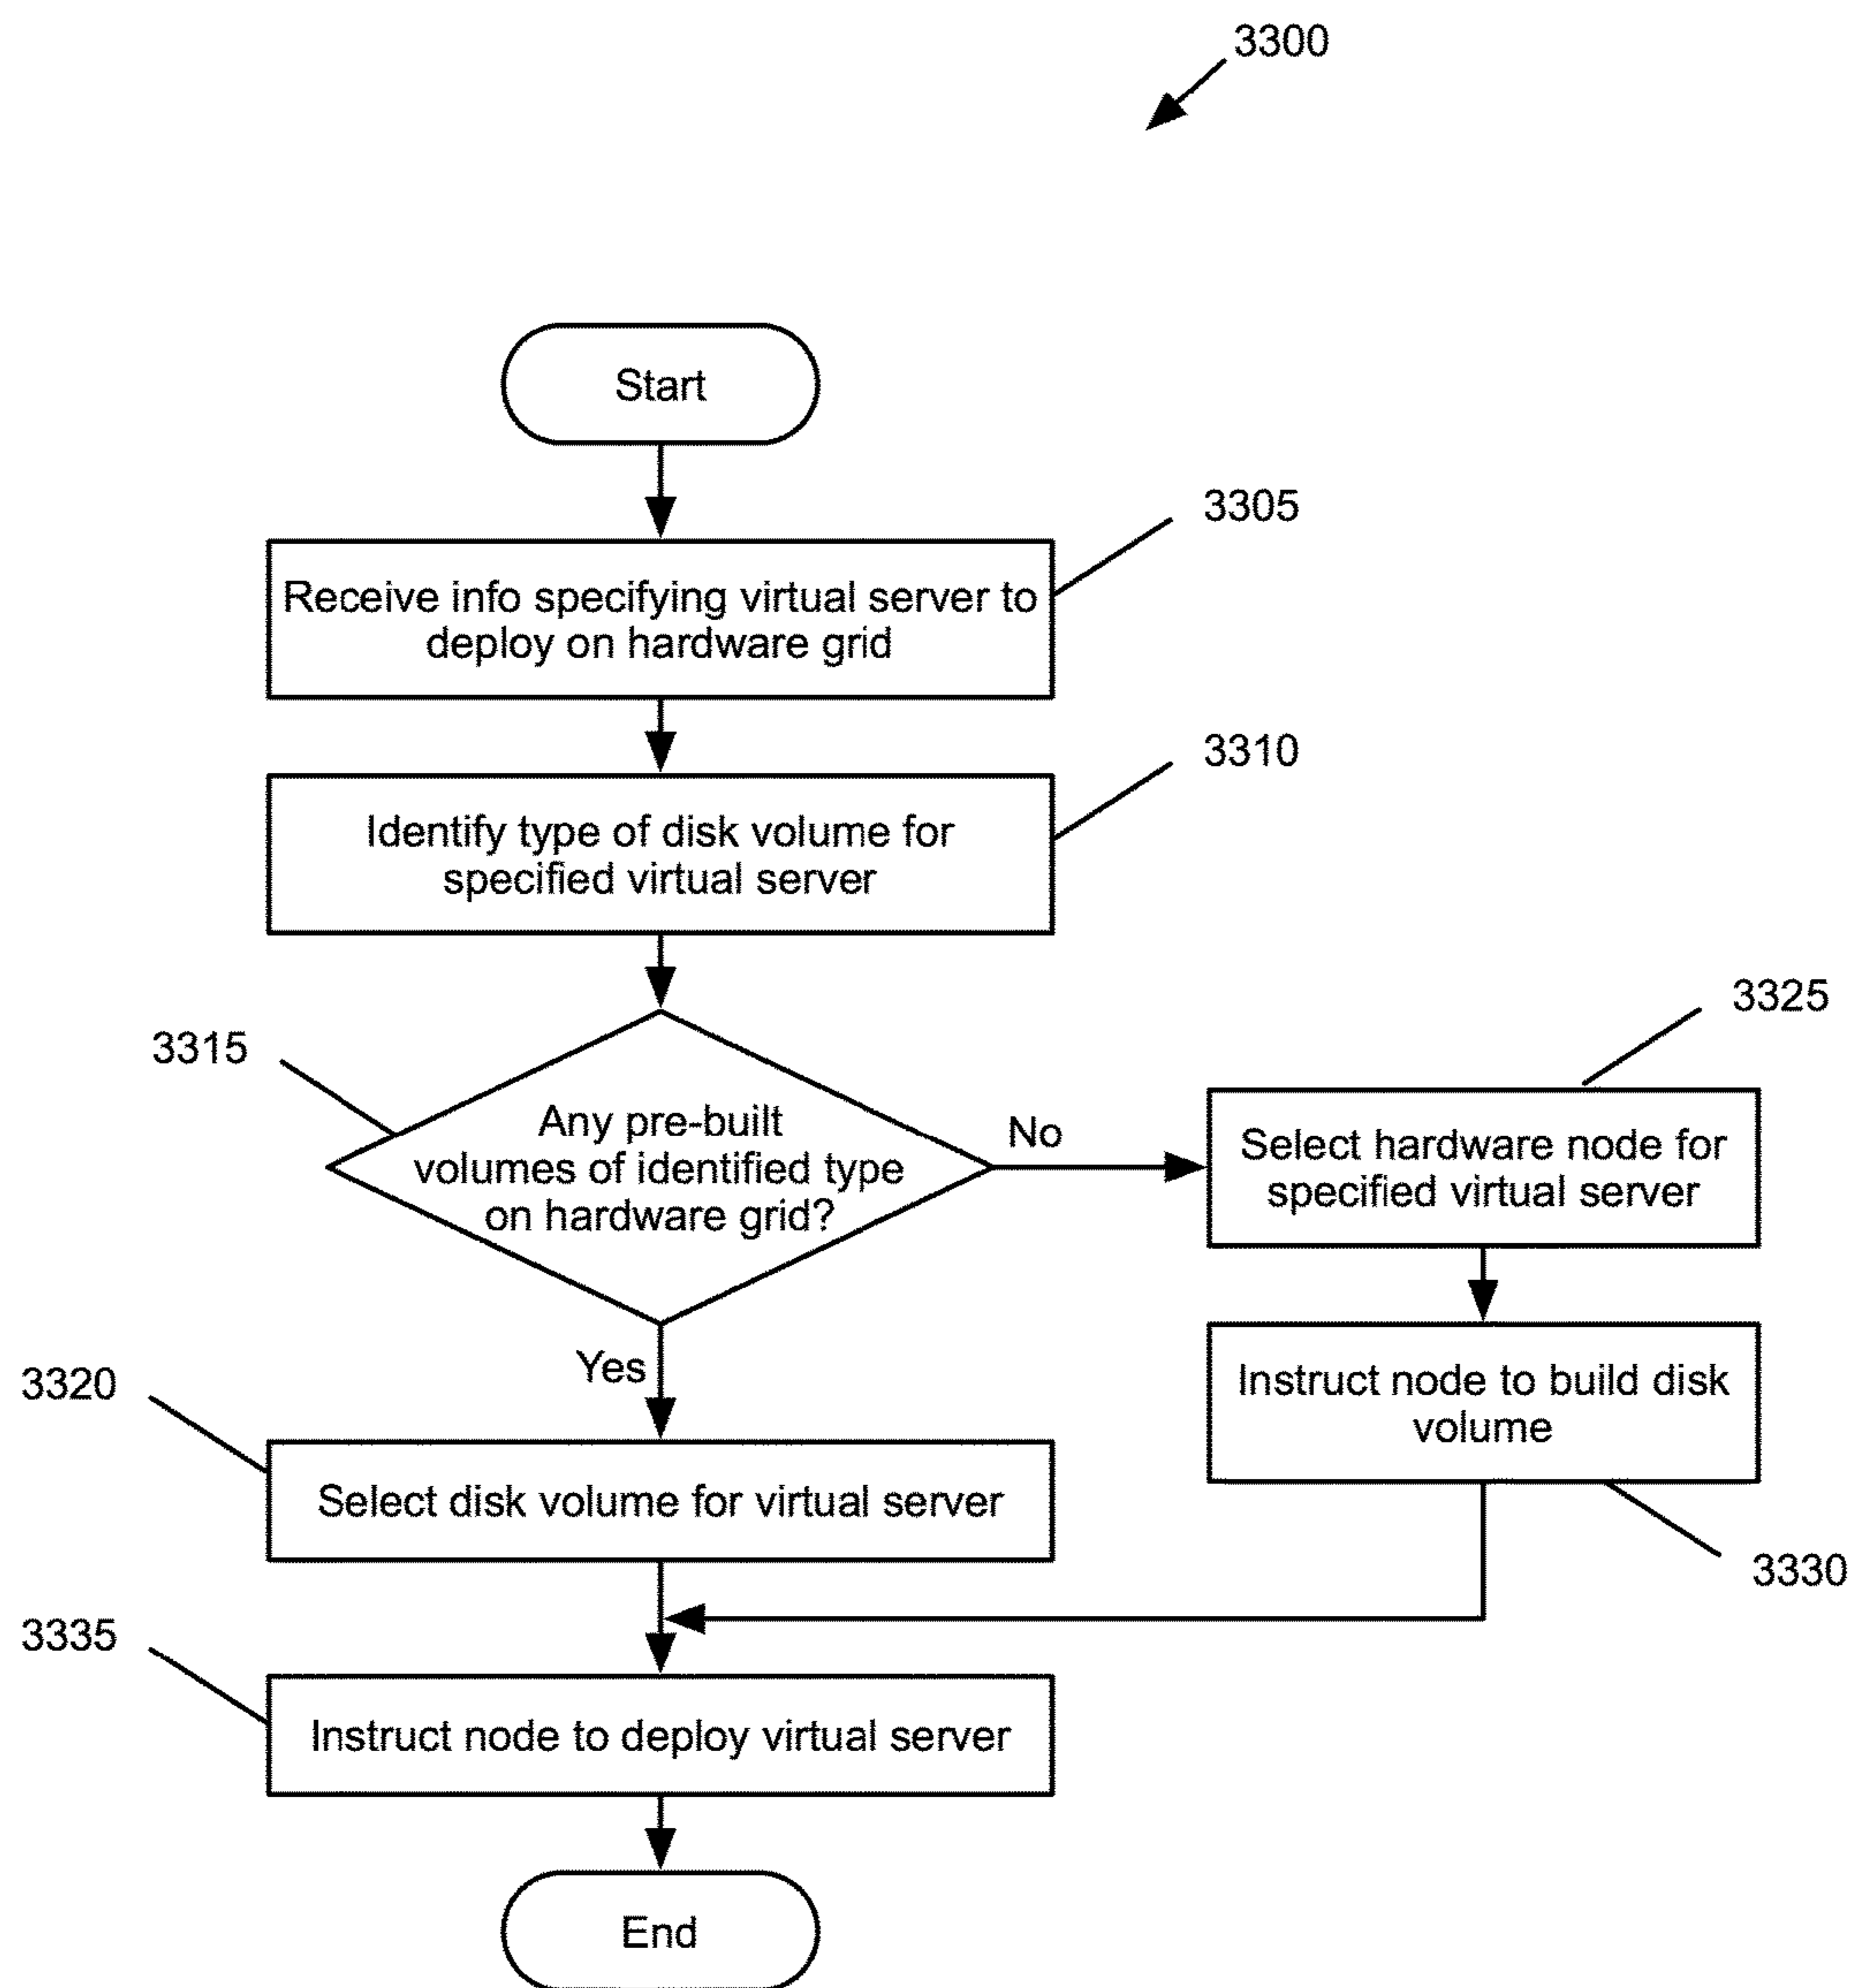 3300
Start
3305
Receive info specifying virtual server to
deploy on hardware grid
3310
Identify type of disk volume for
specified virtual server
3315
Any pre-built
volumes of identified type
on hardware grid?
No
3325
Select hardware node for
specified virtual server
Yes
3320
Select disk volume for virtual server
Instruct node to build disk
volume
3330
3335
Instruct node to deploy virtual server
End